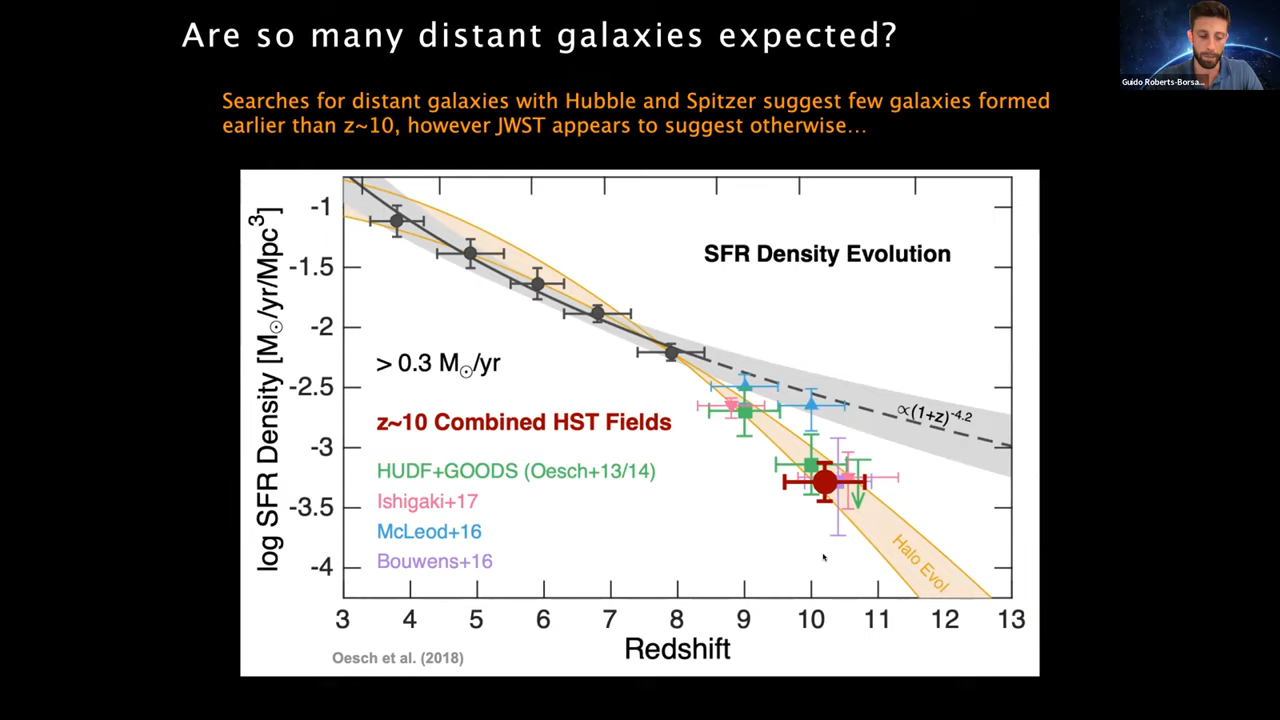 Are so many distant galaxies expected?
Guido Roberts-Borsa...
Searches for distant galaxies with Hubble and Spitzer suggest few galaxies formed
earlier than z~10, however JWST appears to suggest otherwise...
SFR Density Evolution
log SFR Density [M☉/yr/Mpc³]
-1
-1.5
-2
-2.5
-3
-3.5
-4
> 0.3 M☉/yr
z~10 Combined HST Fields
HUDF+GOODS (Oesch+13/14)
Ishigaki+17
McLeod+16
Bouwens+16
∝(1+z)^-4.2
Halo Evol
3 4 5 6 7 8 9 10 11 12 13
Redshift
Oesch et al. (2018)